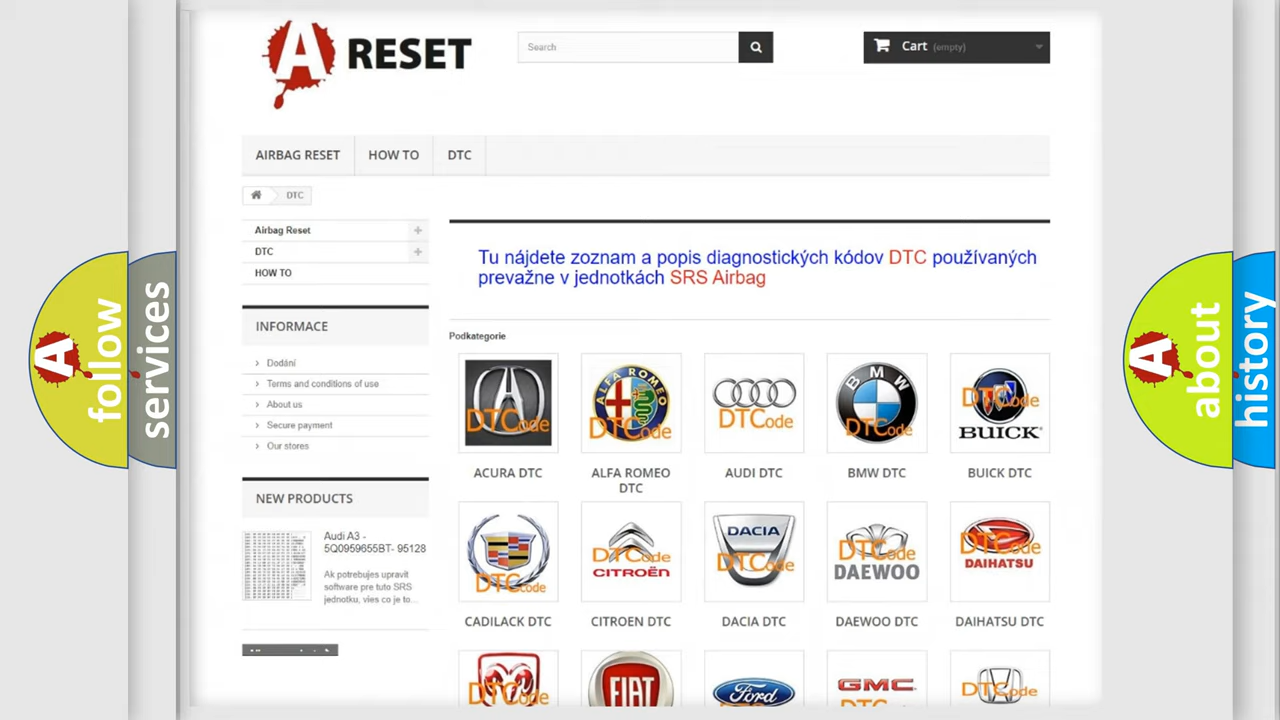 A RESET
Search
Cart (empty)
AIRBAG RESET
HOW TO
DTC
DTC
Airbag Reset
DTC
HOW TO
Tu nájdete zoznam a popis diagnostických kódov DTC používaných
prevažne v jednotkách SRS Airbag
INFORMACE
Dodání
Terms and conditions of use
About us
Secure payment
Our stores
NEW PRODUCTS
Audi A3 -
5Q0959655BT- 95128
Ak potrebujes upravit
software pre tuto SRS
jednotku, vies co je to...
Podkategorie
DTCode
ALFA ROMEO
DTCode
DTCode
BMW
DTCode
DTCode
BUICK
ACURA DTC
ALFA ROMEO
DTC
AUDI DTC
BMW DTC
BUICK DTC
DTCode
DTCode
CITROËN
DACIA
DTCode
DTCode
DAEWOO
DTCode
DAIHATSU
CADILACK DTC
CITROEN DTC
DACIA DTC
DAEWOO DTC
DAIHATSU DTC
DTCode
FIAT
Ford
GMC
DTCode
A follow
services
A about
history